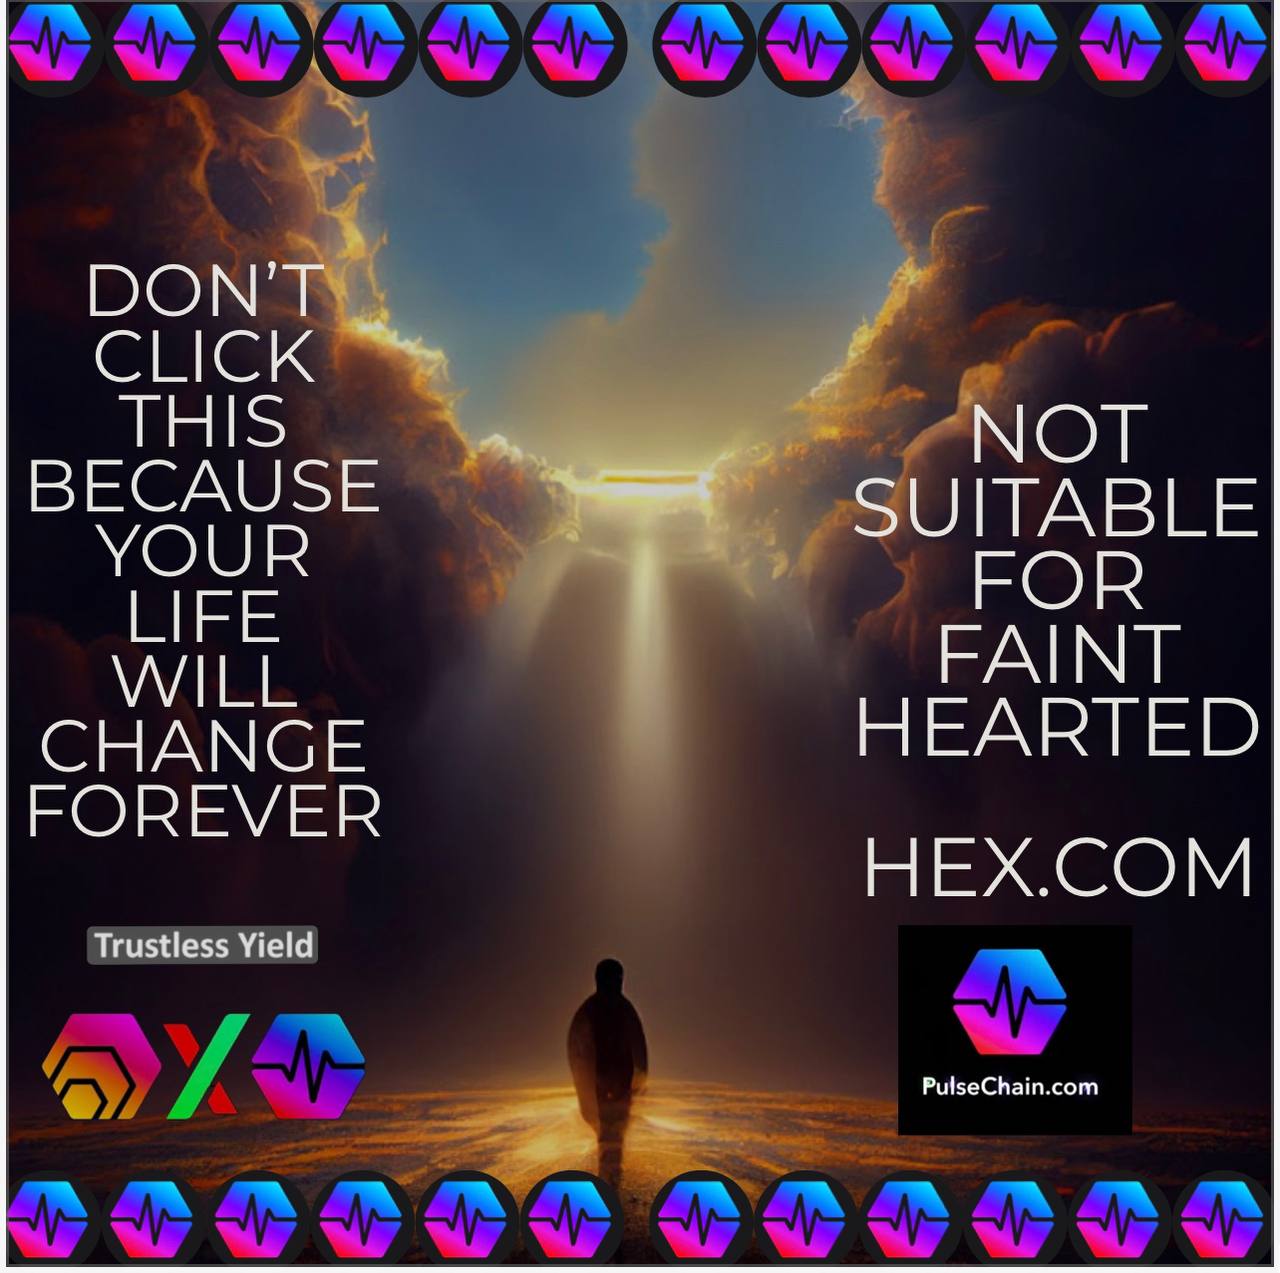 DON'T
CLICK
THIS
BECAUSE
YOUR
LIFE
WILL
CHANGE
FOREVER
Trustless Yield
NOT
SUITABLE
FOR
FAINT
HEARTED
HEX.COM
PulseChain.com